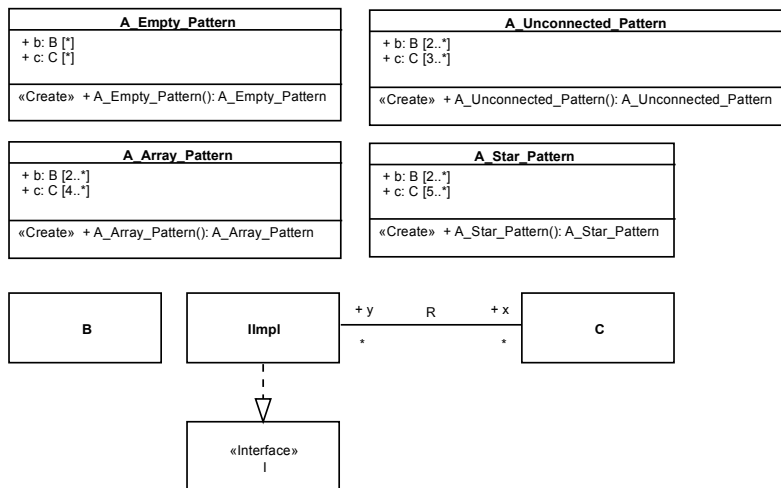 A_Empty_Pattern
+ b: B [*]
+ c: C [*]
«Create» + A_Empty_Pattern(): A_Empty_Pattern
A_Unconnected_Pattern
+ b: B [2..*]
+ c: C [3..*]
«Create» + A_Unconnected_Pattern(): A_Unconnected_Pattern
A_Array_Pattern
+ b: B [2..*]
+ c: C [4..*]
«Create» + A_Array_Pattern(): A_Array_Pattern
A_Star_Pattern
+ b: B [2..*]
+ c: C [5..*]
«Create» + A_Star_Pattern(): A_Star_Pattern
B
IImpl
+ y
R
+ x
*
*
C
«Interface»
I